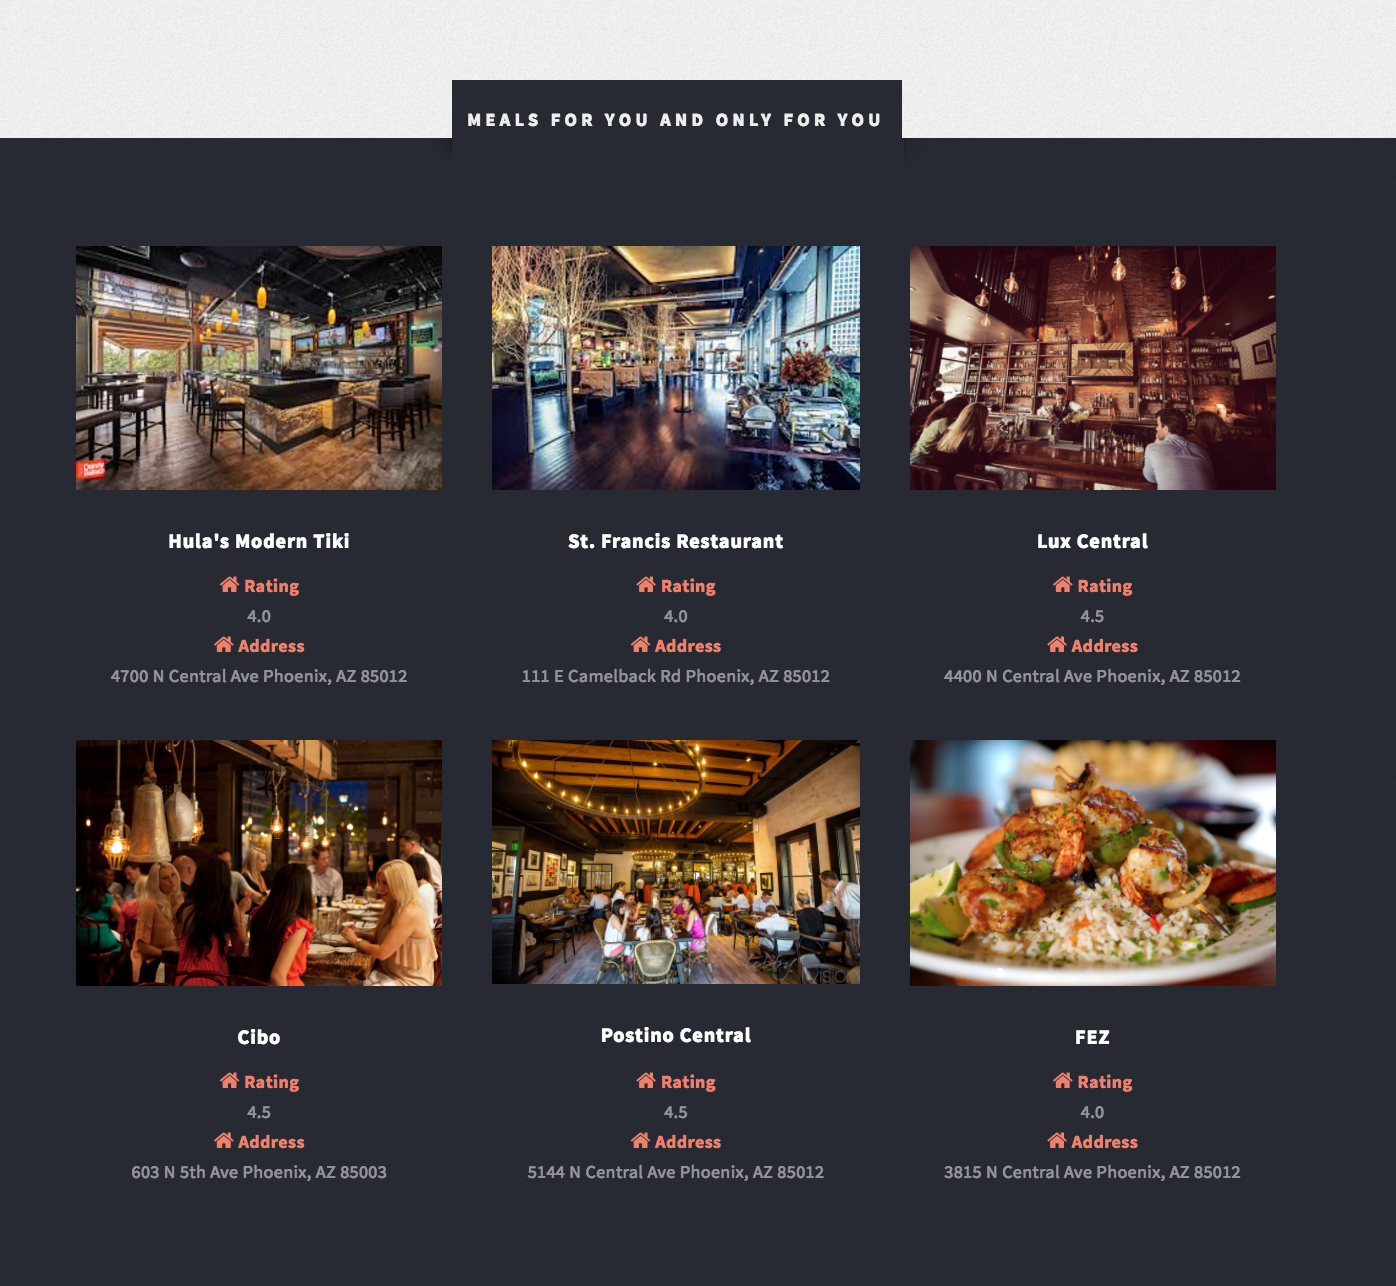 MEALS FOR YOU AND ONLY FOR YOU
Hula's Modern Tiki
Rating
4.0
Address
4700 N Central Ave Phoenix, AZ 85012
St. Francis Restaurant
Rating
4.0
Address
111 E Camelback Rd Phoenix, AZ 85012
Lux Central
Rating
4.5
Address
4400 N Central Ave Phoenix, AZ 85012
Cibo
Rating
4.5
Address
603 N 5th Ave Phoenix, AZ 85003
Postino Central
Rating
4.5
Address
5144 N Central Ave Phoenix, AZ 85012
FEZ
Rating
4.0
Address
3815 N Central Ave Phoenix, AZ 85012